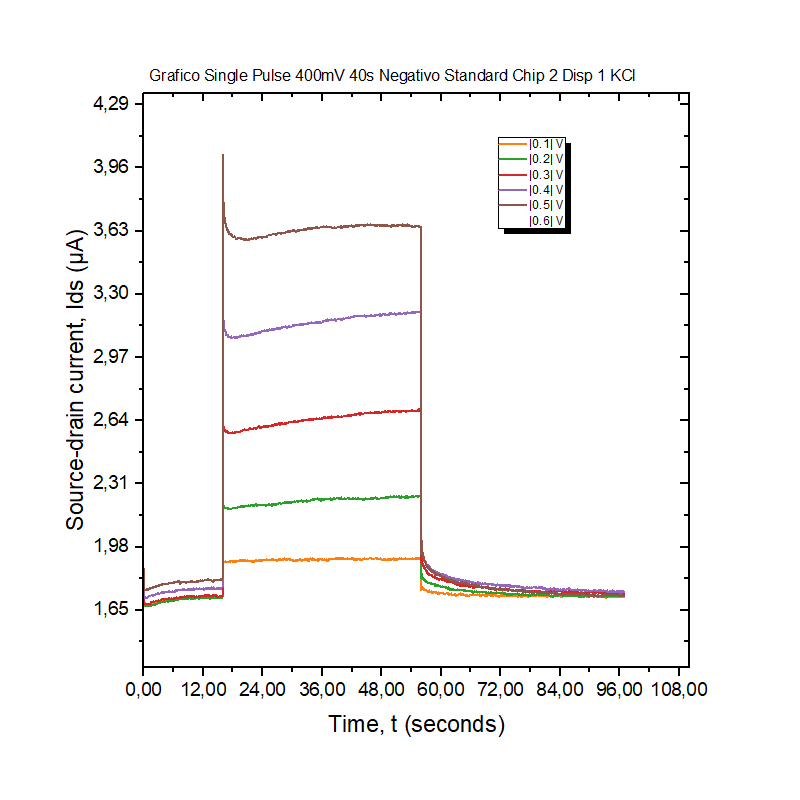 Grafico Single Pulse 400mV 40s Negativo Standard Chip 2 Disp 1 KCl
4,29
3,96
3,63
3,30
2,97
2,64
2,31
1,98
1,65
Source-drain current, Ids (µA)
|0.1| V
|0.2| V
|0.3| V
|0.4| V
|0.5| V
|0.6| V
0,00 12,00 24,00 36,00 48,00 60,00 72,00 84,00 96,00 108,00
Time, t (seconds)